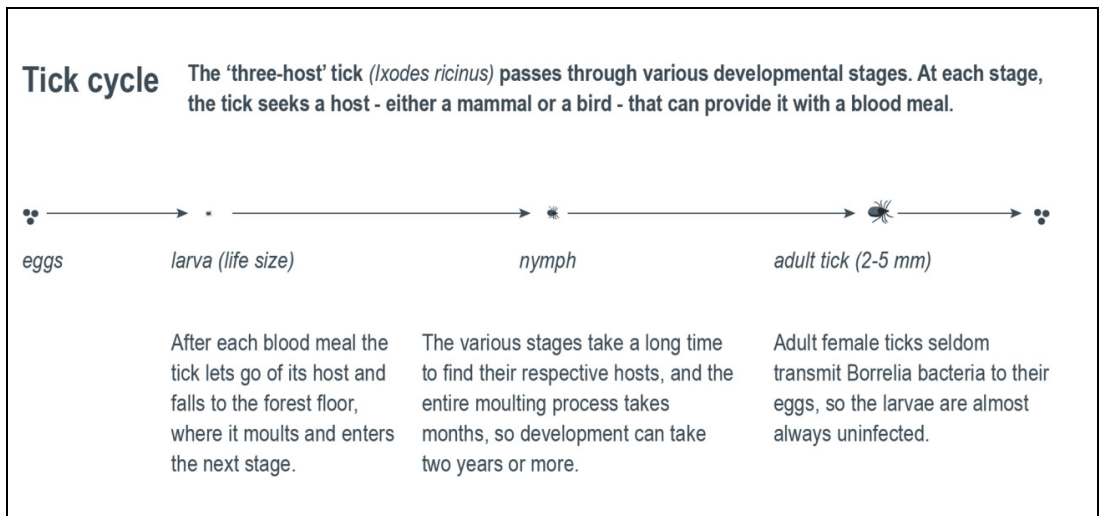 Tick cycle
The ‘three-host’ tick (Ixodes ricinus) passes through various developmental stages. At each stage,
the tick seeks a host - either a mammal or a bird - that can provide it with a blood meal.
eggs
larva (life size)
nymph
adult tick (2-5 mm)
After each blood meal the
tick lets go of its host and
falls to the forest floor,
where it moults and enters
the next stage.
The various stages take a long time
to find their respective hosts, and the
entire moulting process takes
months, so development can take
two years or more.
Adult female ticks seldom
transmit Borrelia bacteria to their
eggs, so the larvae are almost
always uninfected.